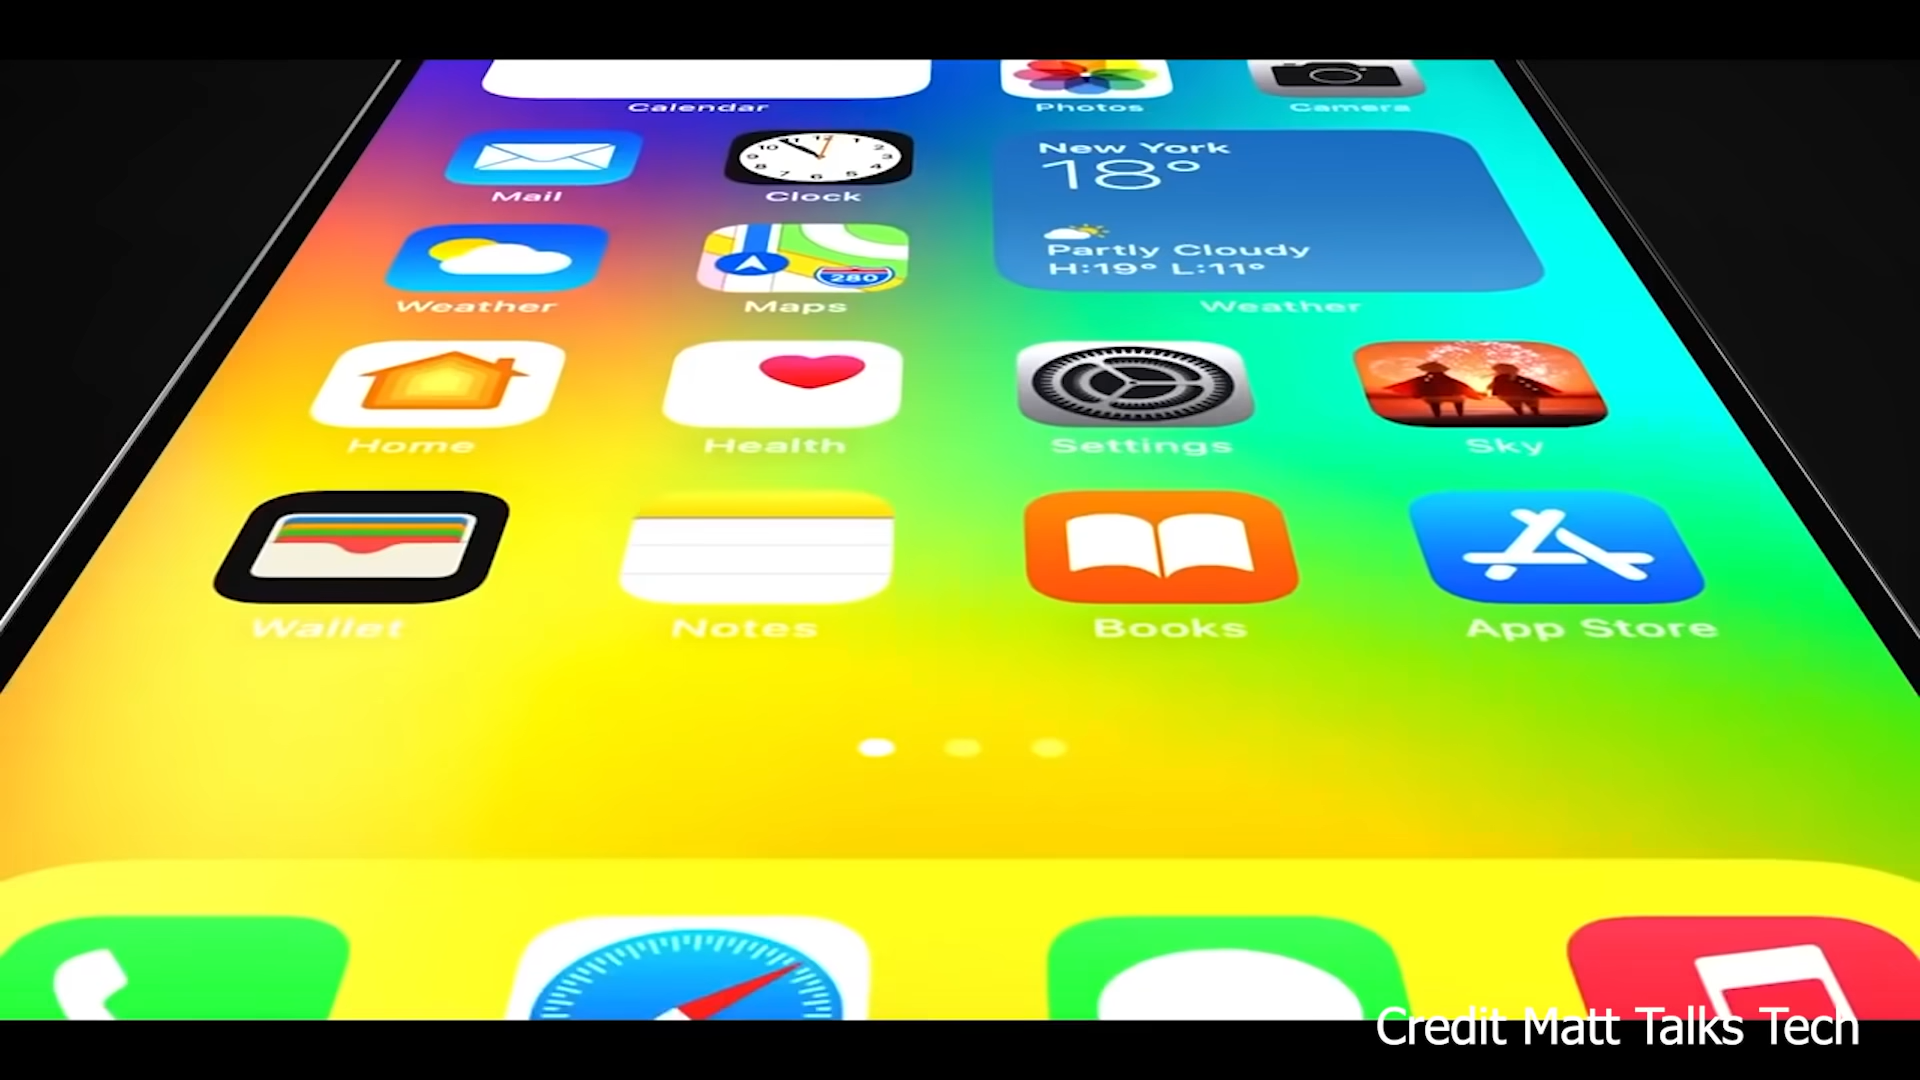 Calendar
Photos
Camera
Mail
Clock
New York
18°
Partly Cloudy
H:19° L:11°
Weather
Maps
280
Weather
Home
Health
Settings
Sky
Wallet
Notes
Books
App Store
Credit Matt Talks Tech